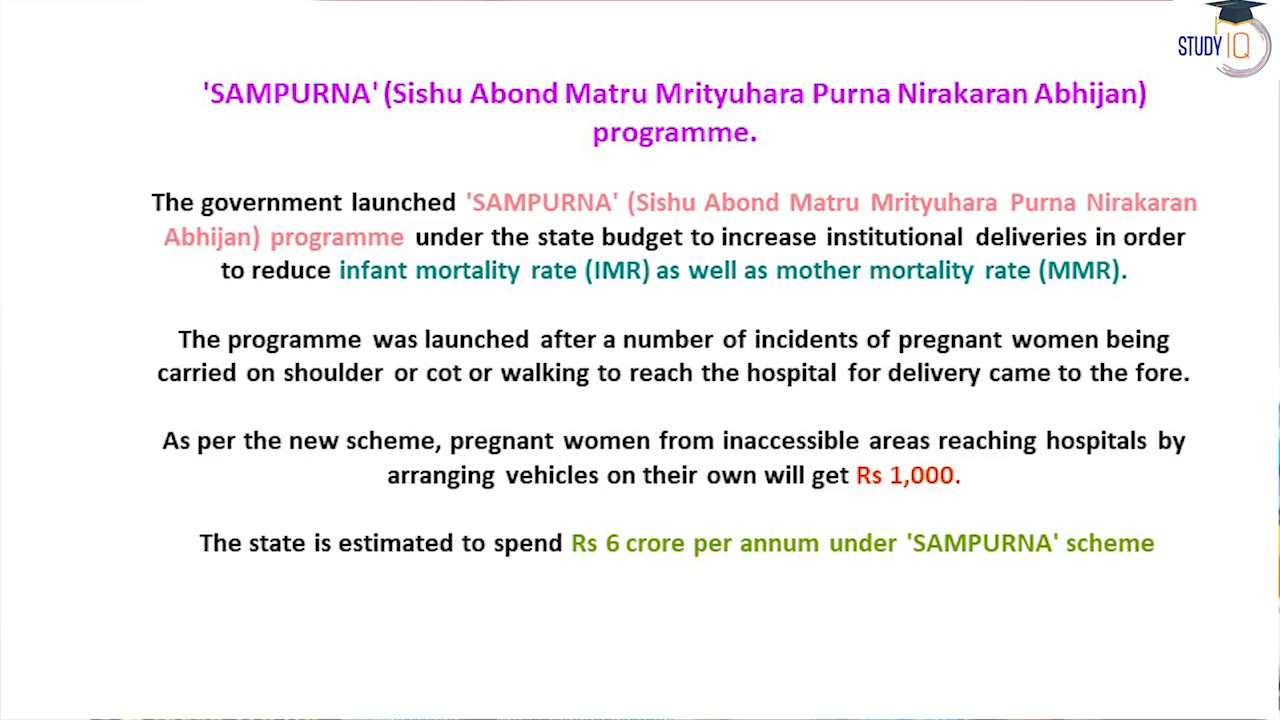 STUDY IQ
'SAMPURNA' (Sishu Abond Matru Mrityuhara Purna Nirakaran Abhijan)
programme.
The government launched 'SAMPURNA' (Sishu Abond Matru Mrityuhara Purna Nirakaran
Abhijan) programme under the state budget to increase institutional deliveries in order
to reduce infant mortality rate (IMR) as well as mother mortality rate (MMR).
The programme was launched after a number of incidents of pregnant women being
carried on shoulder or cot or walking to reach the hospital for delivery came to the fore.
As per the new scheme, pregnant women from inaccessible areas reaching hospitals by
arranging vehicles on their own will get Rs 1,000.
The state is estimated to spend Rs 6 crore per annum under 'SAMPURNA' scheme